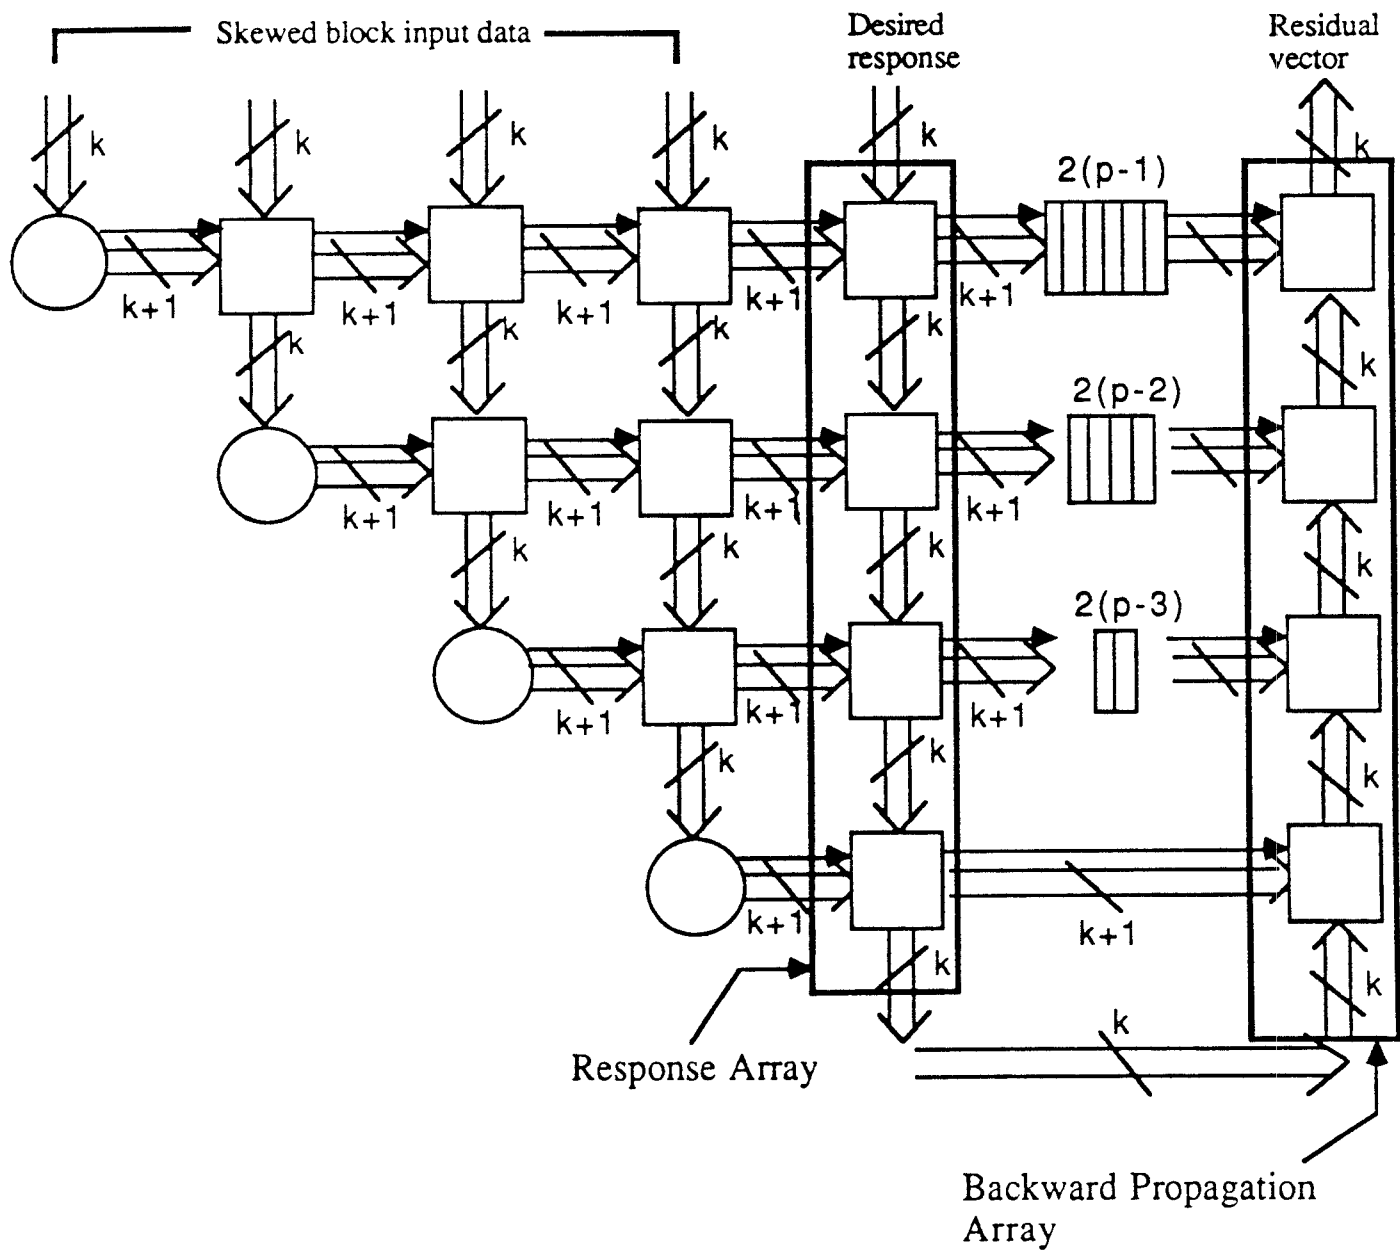 Skewed block input data
Desired
response
Residual
vector
k
k
k
k
k
k
2(p-1)
k+1
k+1
k+1
k+1
k+1
k
k
k
k
k
2(p-2)
k+1
k+1
k+1
k+1
k
k
k
k
2(p-3)
k+1
k+1
k+1
k
k
k
k+1
k+1
k
k
k
Response Array
Backward Propagation
Array